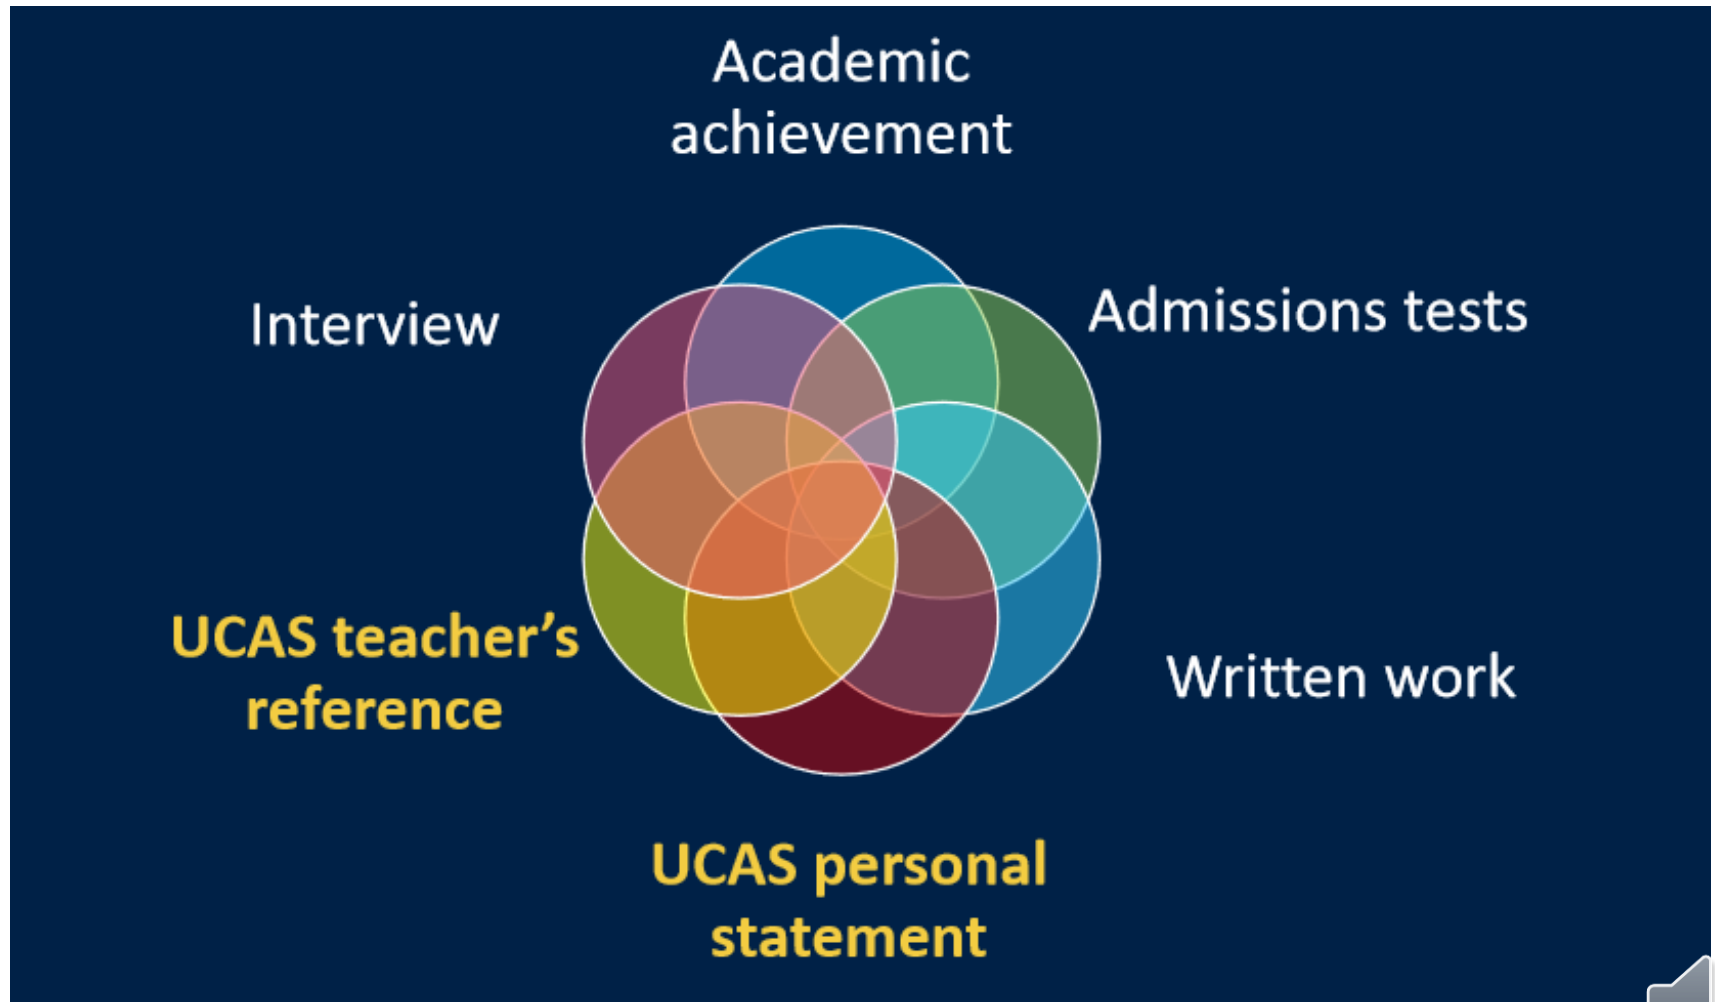 Academic
achievement
Interview
Admissions tests
UCAS teacher’s
reference
Written work
UCAS personal
statement